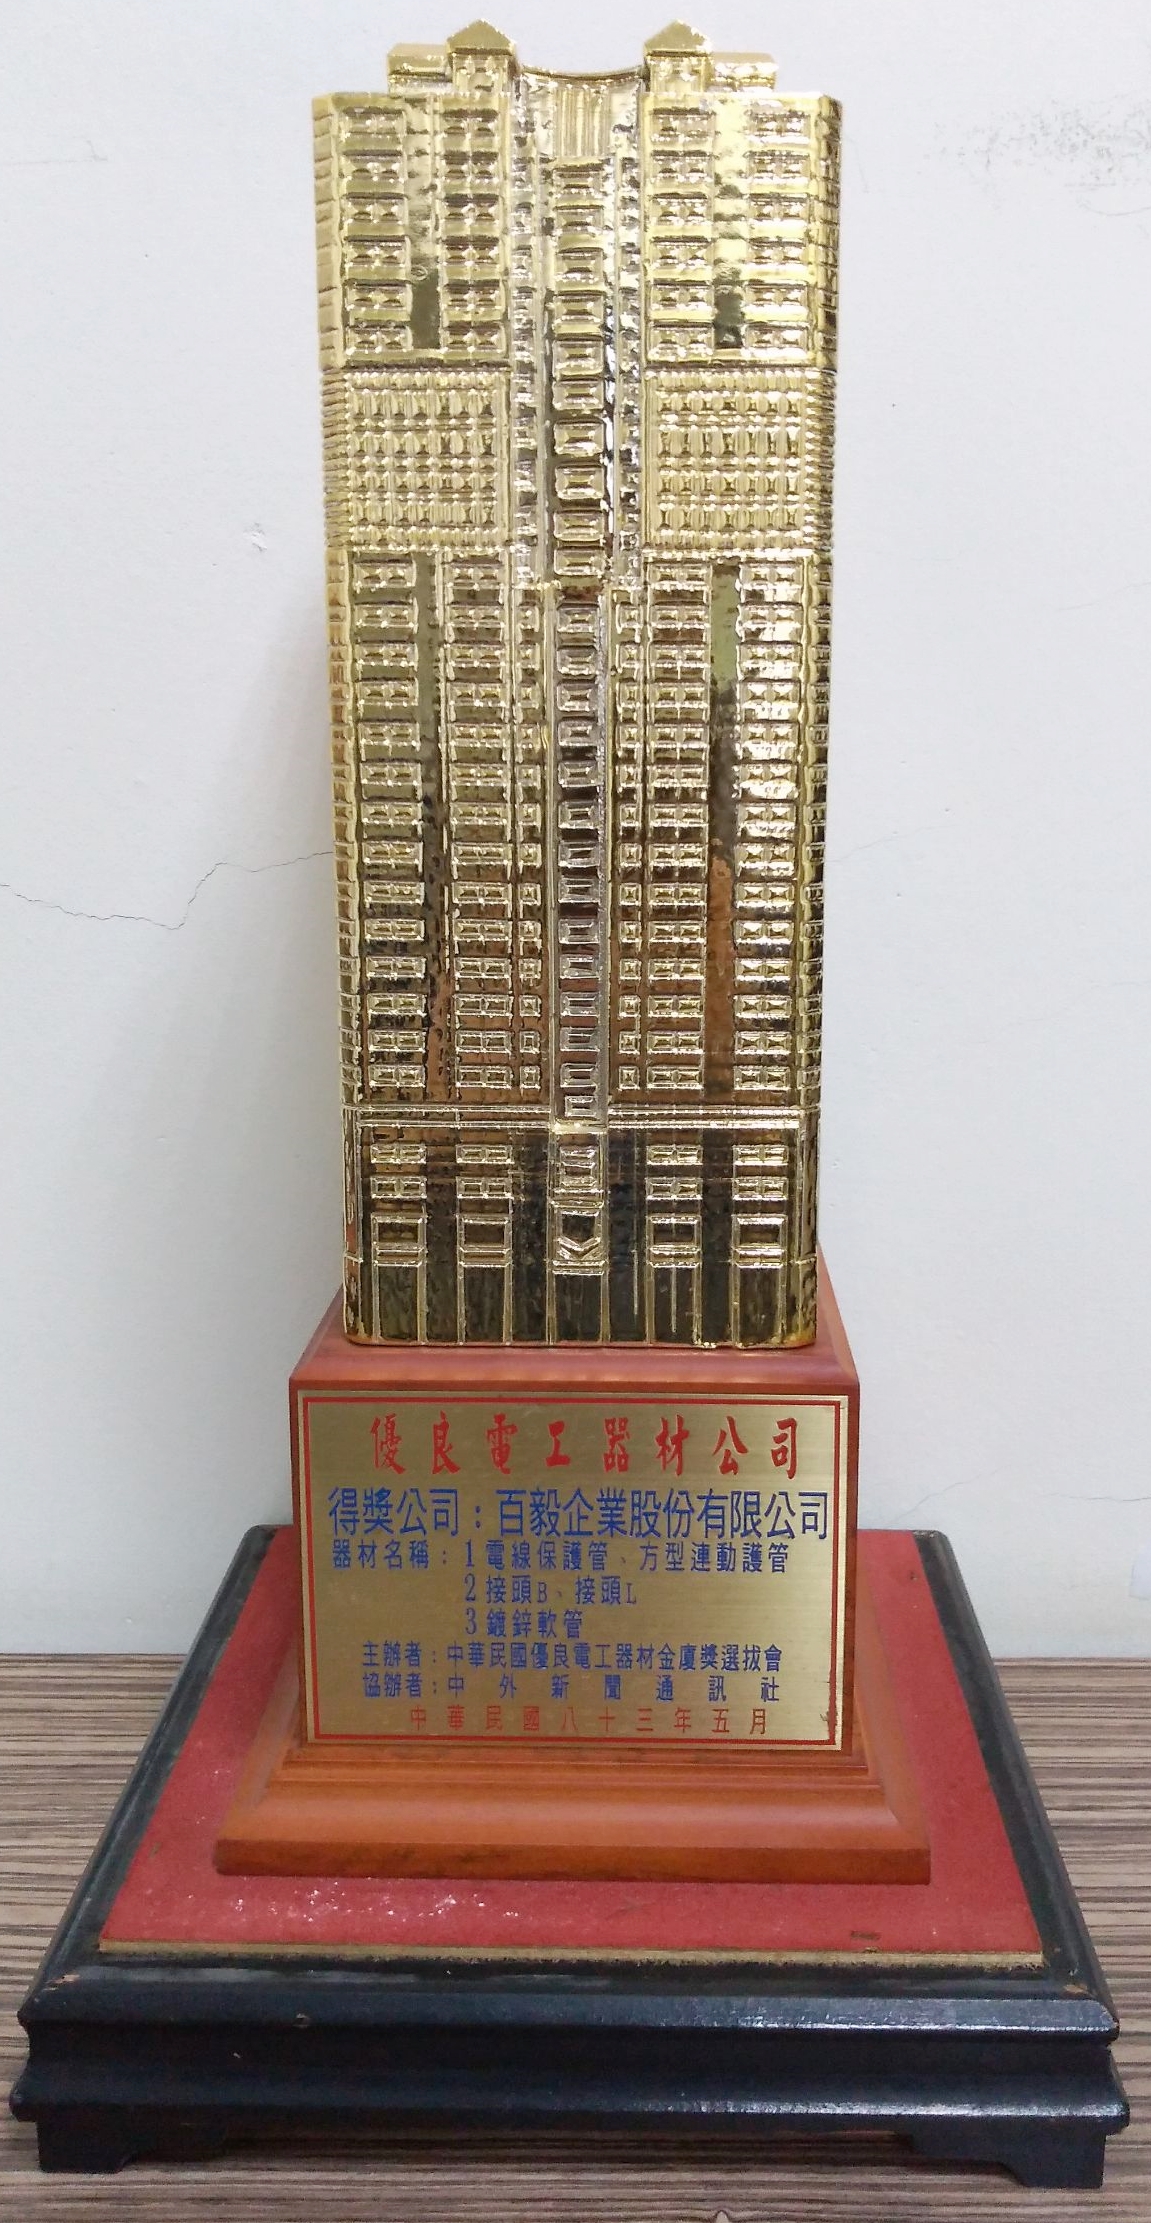 優良電工器材公司
得獎公司：百毅企業股份有限公司
器材名稱：1 電線保護管、方型連動護管
2 接頭B、接頭L
3 鍍鋅軟管
主辦者：中華民國優良電工器材金廈獎選拔會
協辦者：中外新聞通訊社
中華民國八十三年五月